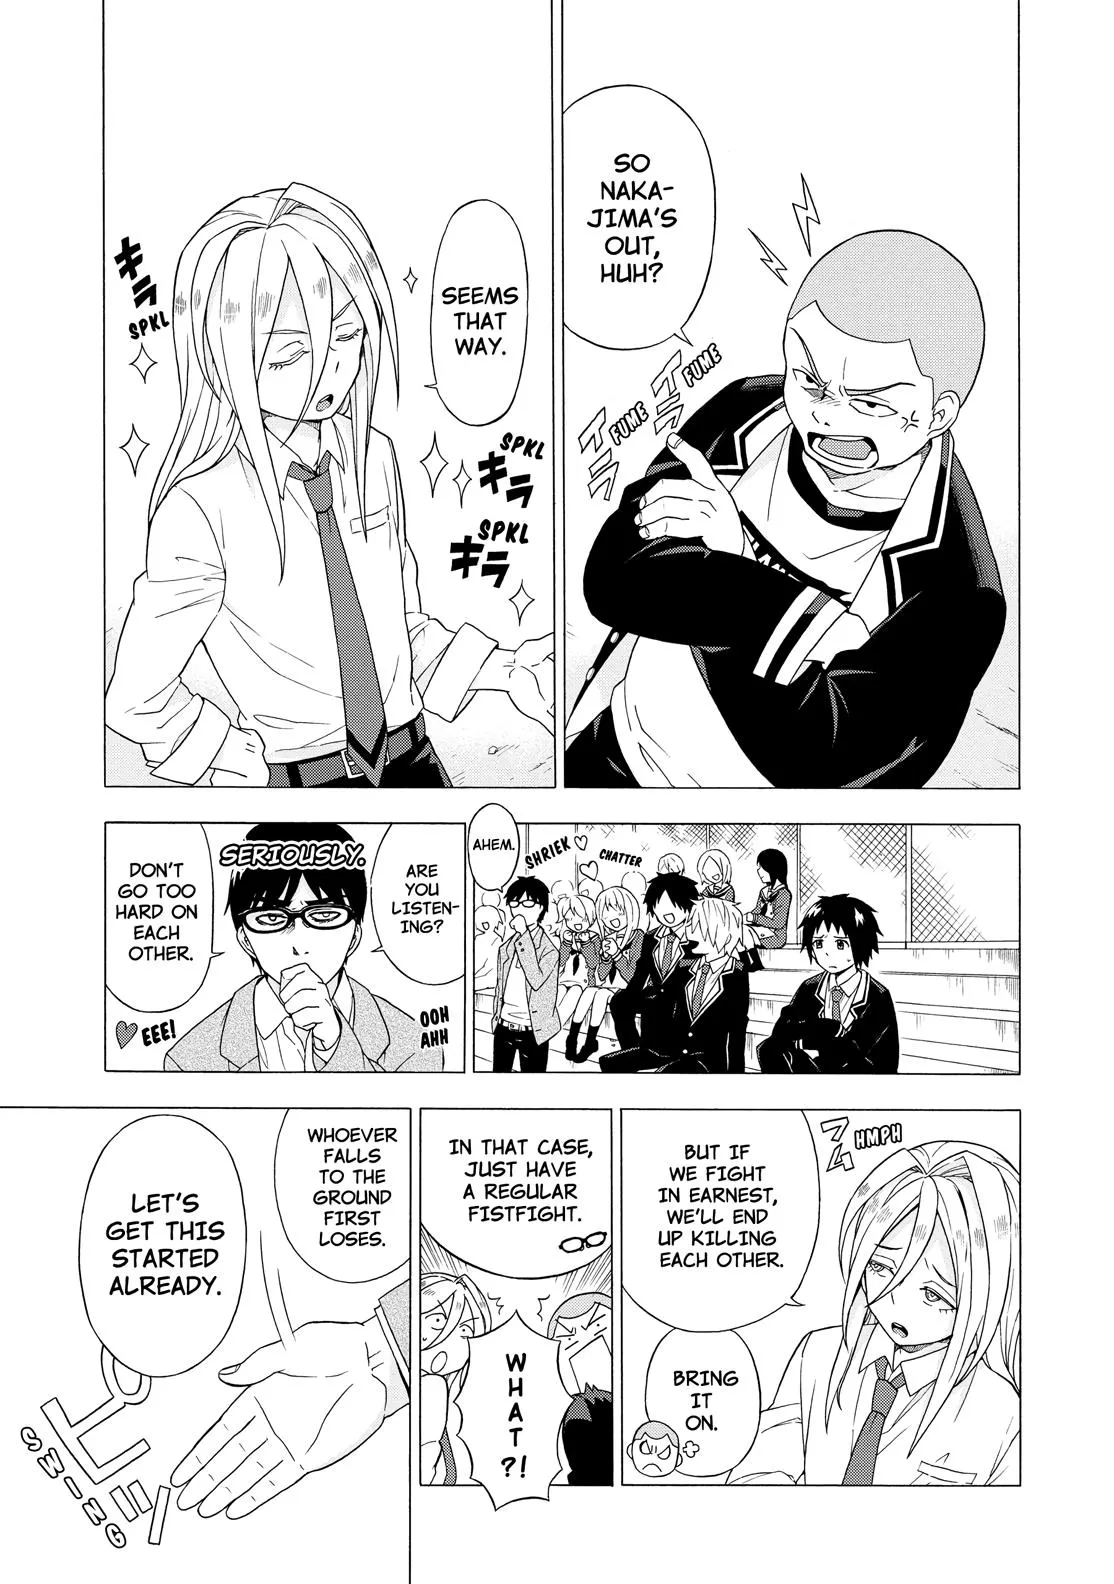 SO
NAKA-
JIMA'S
OUT,
HUH?
イラ
FUME
イラ
FUME
SEEMS
THAT
WAY.
キラ
SPKL
SPKL
キラ
SPKL
キラ
AHEM.
SHRIEK
CHATTER
ARE
YOU
LISTEN-
ING?
SERIOUSLY.
DON'T
GO TOO
HARD ON
EACH
OTHER.
EEE!
OOH
AHH
BUT IF
WE FIGHT
IN EARNEST,
WE'LL END
UP KILLING
EACH OTHER.
HMPH
BRING
IT
ON.
IN THAT CASE,
JUST HAVE
A REGULAR
FISTFIGHT.
WHAT?!
WHOEVER
FALLS
TO THE
GROUND
FIRST
LOSES.
LET'S
GET THIS
STARTED
ALREADY.
ビッ
SWING